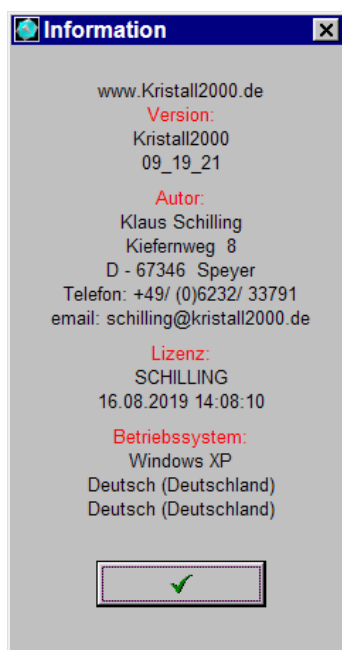 Information
www.Kristall2000.de
Version:
Kristall2000
09_19_21
Autor:
Klaus Schilling
Kiefernweg 8
D - 67346 Speyer
Telefon: +49/ (0)6232/ 33791
email: schilling@kristall2000.de
Lizenz:
SCHILLING
16.08.2019 14:08:10
Betriebssystem:
Windows XP
Deutsch (Deutschland)
Deutsch (Deutschland)